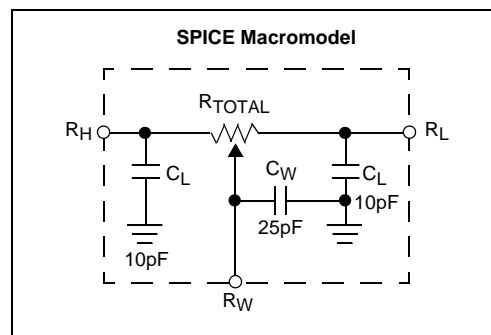 SPICE Macromodel
RTOTAL
RH
RL
CL
CW
CL
10pF
25pF
10pF
RW